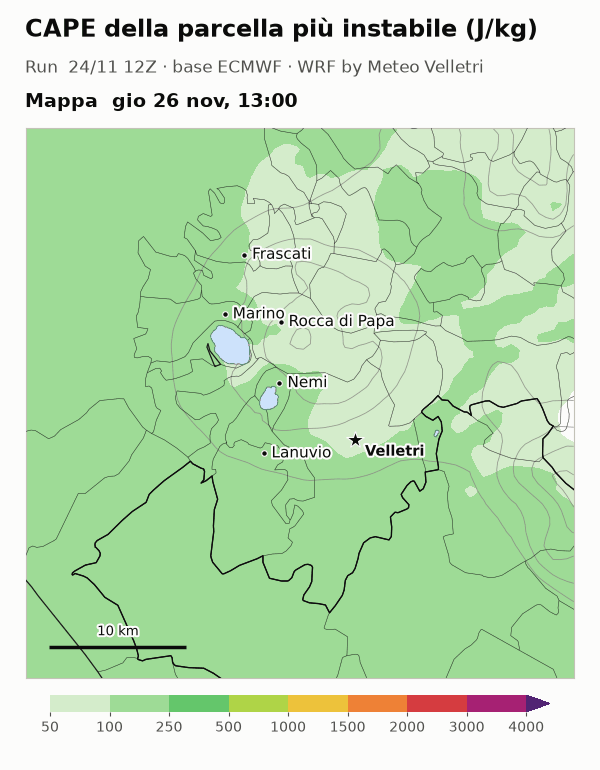 CAPE della parcella più instabile (J/kg)
Run  24/11 12Z · base ECMWF · WRF by Meteo Velletri
Mappa  gio 26 nov, 13:00
Frascati
Marino
Rocca di Papa
Nemi
Velletri
Lanuvio
10 km
50 100 250 500 1000 1500 2000 3000 4000